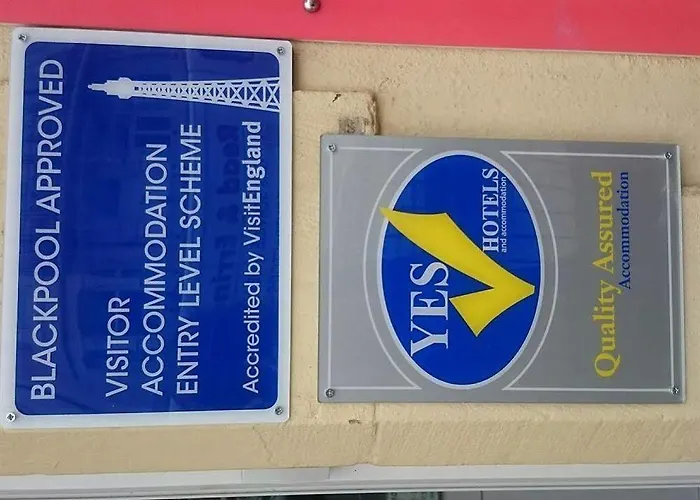 BLACKPOOL APPROVED
VISITOR
ACCOMMODATION
ENTRY LEVEL SCHEME
Accredited by VisitEngland
YES
HOTELS
and accommodation
Quality Assured
Accommodation